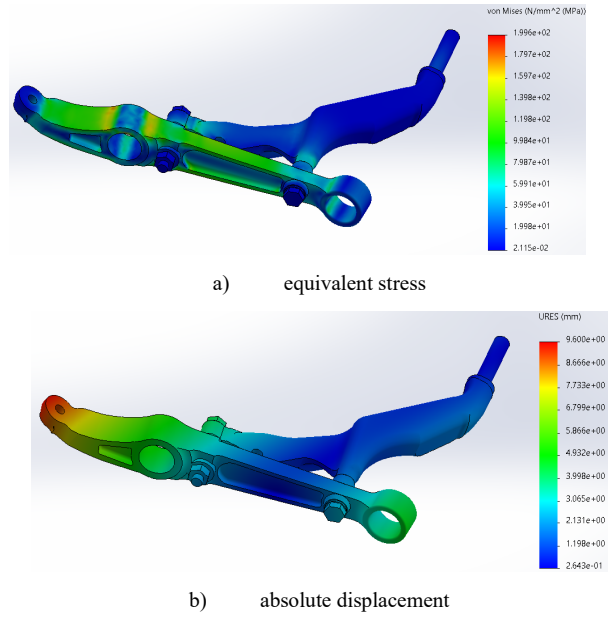 von Mises (N/mm^2 (MPa))
1.996e+02
1.797e+02
1.597e+02
1.398e+02
1.198e+02
9.984e+01
7.987e+01
5.991e+01
3.995e+01
1.998e+01
2.115e-02
a) equivalent stress
URES (mm)
9.600e+00
8.666e+00
7.733e+00
6.799e+00
5.866e+00
4.932e+00
3.998e+00
3.065e+00
2.131e+00
1.198e+00
2.643e-01
b) absolute displacement